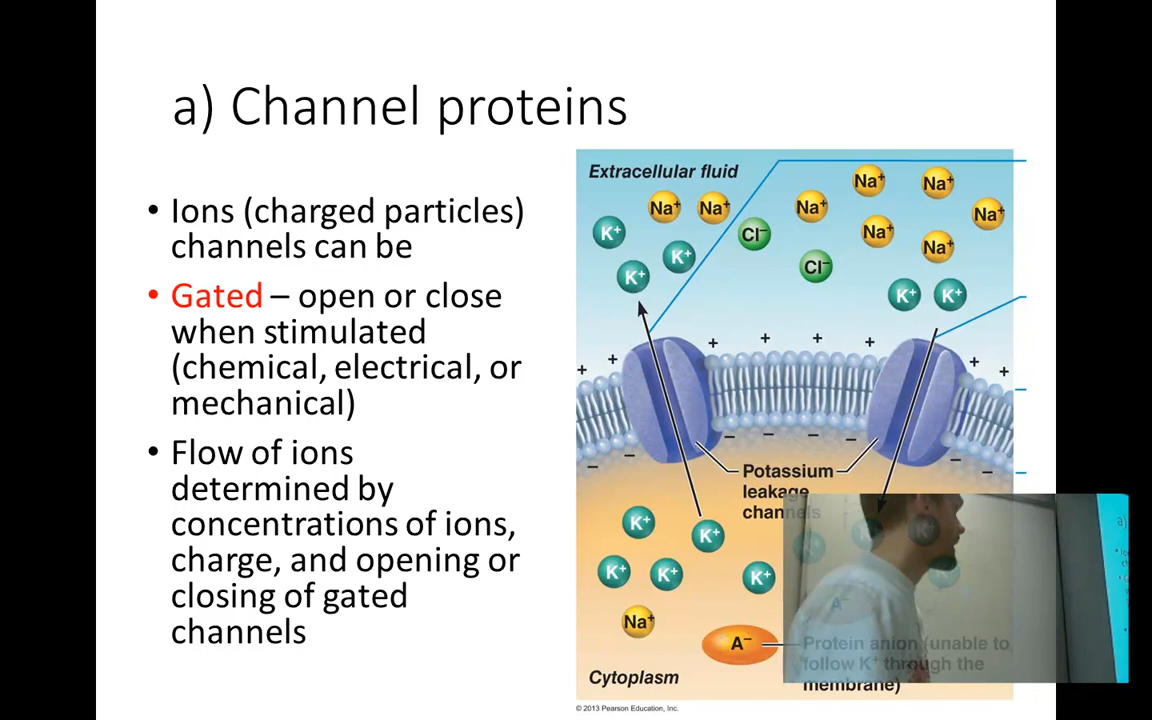 a) Channel proteins
• Ions (charged particles)
channels can be
• Gated – open or close
when stimulated
(chemical, electrical, or
mechanical)
• Flow of ions
determined by
concentrations of ions,
charge, and opening or
closing of gated
channels
Extracellular fluid
Na⁺
Na⁺
Na⁺
Na⁺
Na⁺
Na⁺
Na⁺
Na⁺
K⁺
K⁺
K⁺
Cl⁻
Cl⁻
K⁺
K⁺
+ + + + + + + +
– – – – – – – –
Potassium
leakage
channels
K⁺
K⁺
K⁺
K⁺
K⁺
Na⁺
A⁻
Protein anion (unable to
follow K⁺ through the
membrane)
Cytoplasm
© 2013 Pearson Education, Inc.